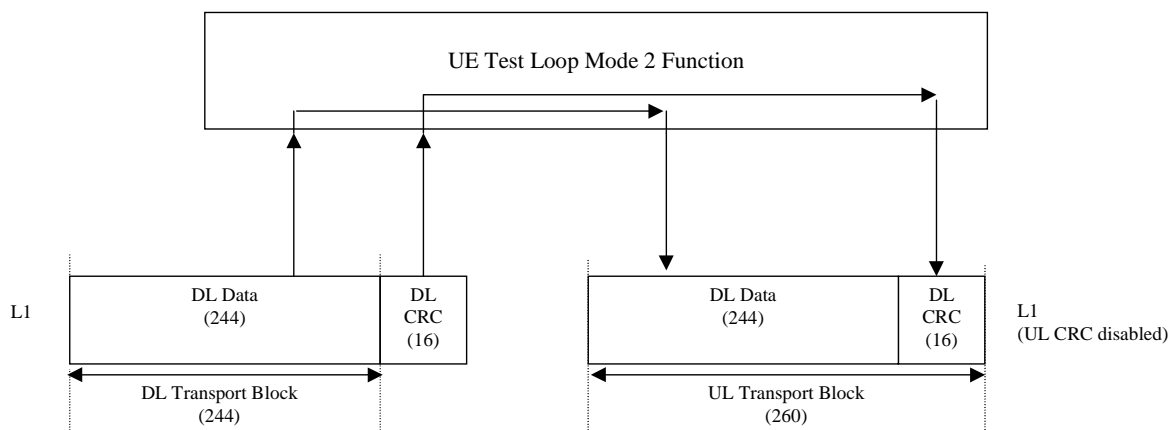 UE Test Loop Mode 2 Function
L1
DL Data
(244)
DL
CRC
(16)
DL Data
(244)
DL
CRC
(16)
L1
(UL CRC disabled)
DL Transport Block
(244)
UL Transport Block
(260)